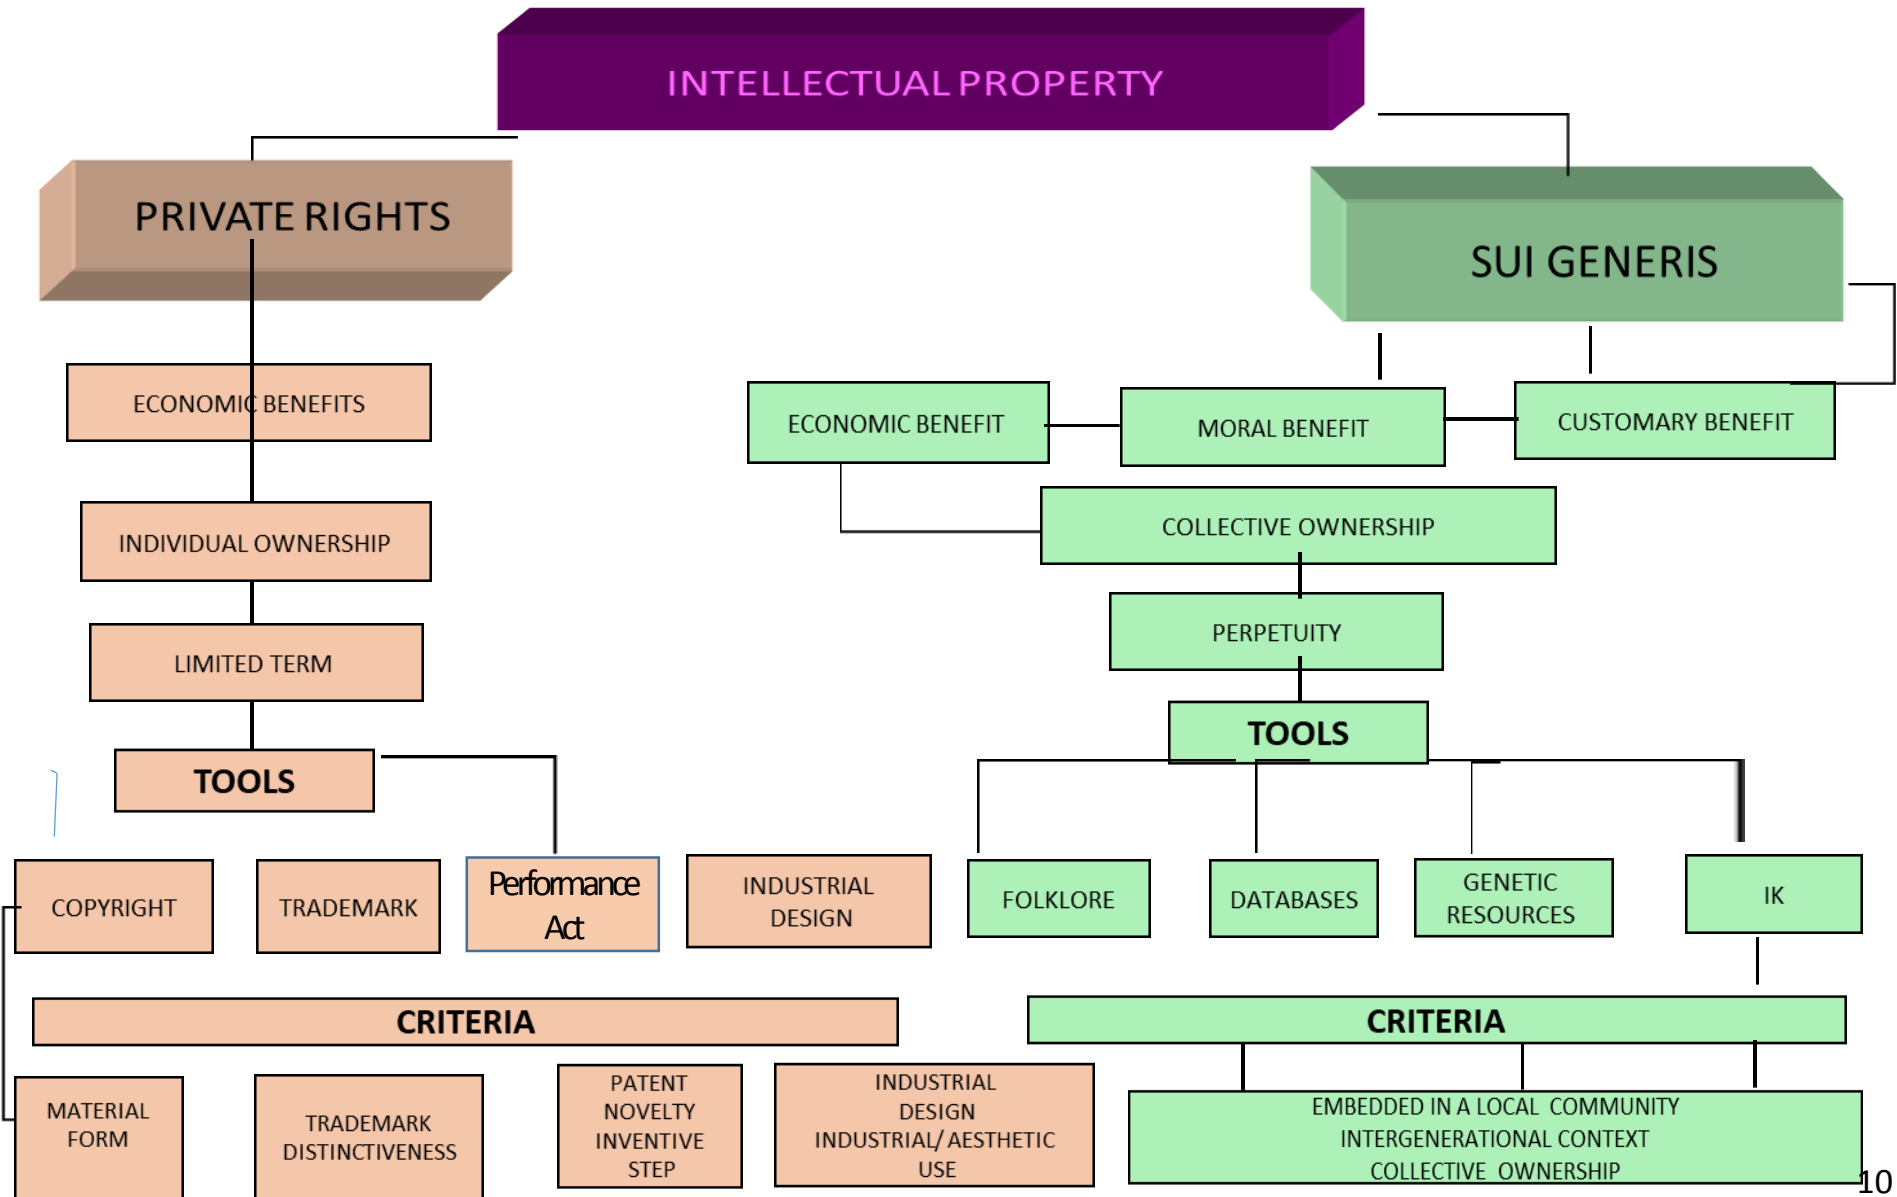 INTELLECTUAL PROPERTY
PRIVATE RIGHTS
SUI GENERIS
ECONOMIC BENEFITS
ECONOMIC BENEFIT
MORAL BENEFIT
CUSTOMARY BENEFIT
INDIVIDUAL OWNERSHIP
COLLECTIVE OWNERSHIP
LIMITED TERM
PERPETUITY
TOOLS
TOOLS
COPYRIGHT
TRADEMARK
Performance
Act
INDUSTRIAL
DESIGN
FOLKLORE
DATABASES
GENETIC
RESOURCES
IK
CRITERIA
CRITERIA
MATERIAL
FORM
TRADEMARK
DISTINCTIVENESS
PATENT
NOVELTY
INVENTIVE
STEP
INDUSTRIAL
DESIGN
INDUSTRIAL/ AESTHETIC
USE
EMBEDDED IN A LOCAL COMMUNITY
INTERGENERATIONAL CONTEXT
COLLECTIVE OWNERSHIP
10